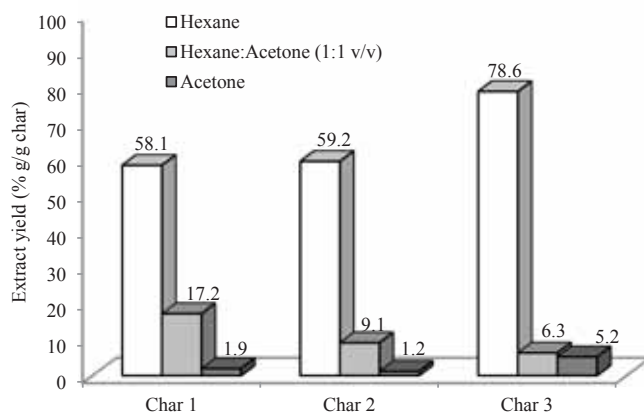 Extract yield (% g/g char)
100
90
80
70
60
50
40
30
20
10
0
Hexane
Hexane:Acetone (1:1 v/v)
Acetone
58.1
17.2
1.9
59.2
9.1
1.2
78.6
6.3
5.2
Char 1
Char 2
Char 3